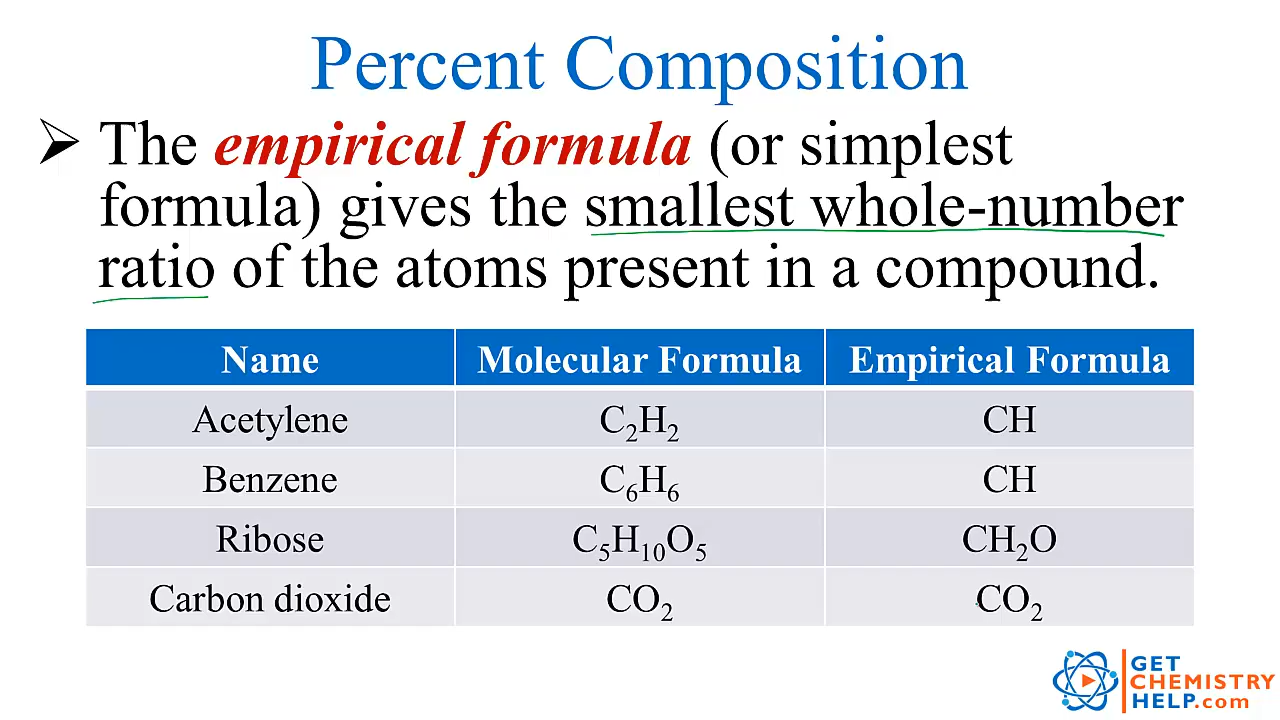 Percent Composition
➢ The empirical formula (or simplest
formula) gives the smallest whole-number
ratio of the atoms present in a compound.
Name Molecular Formula Empirical Formula
Acetylene C₂H₂ CH
Benzene C₆H₆ CH
Ribose C₅H₁₀O₅ CH₂O
Carbon dioxide CO₂ CO₂
GET
CHEMISTRY
HELP.com